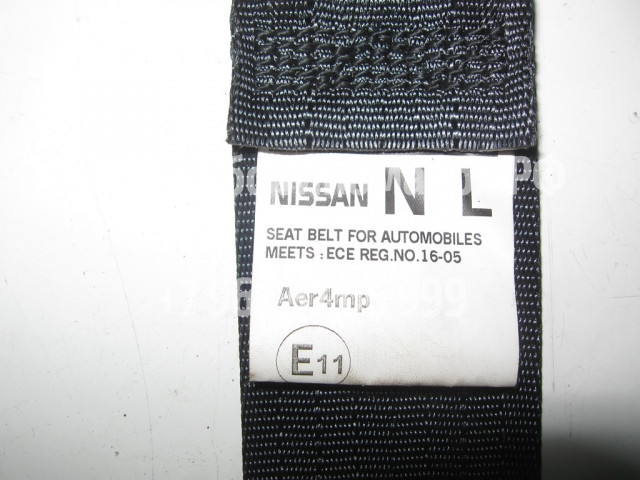 NISSAN N L
SEAT BELT FOR AUTOMOBILES
MEETS : ECE REG.NO.16-05
Aer4mp
E11